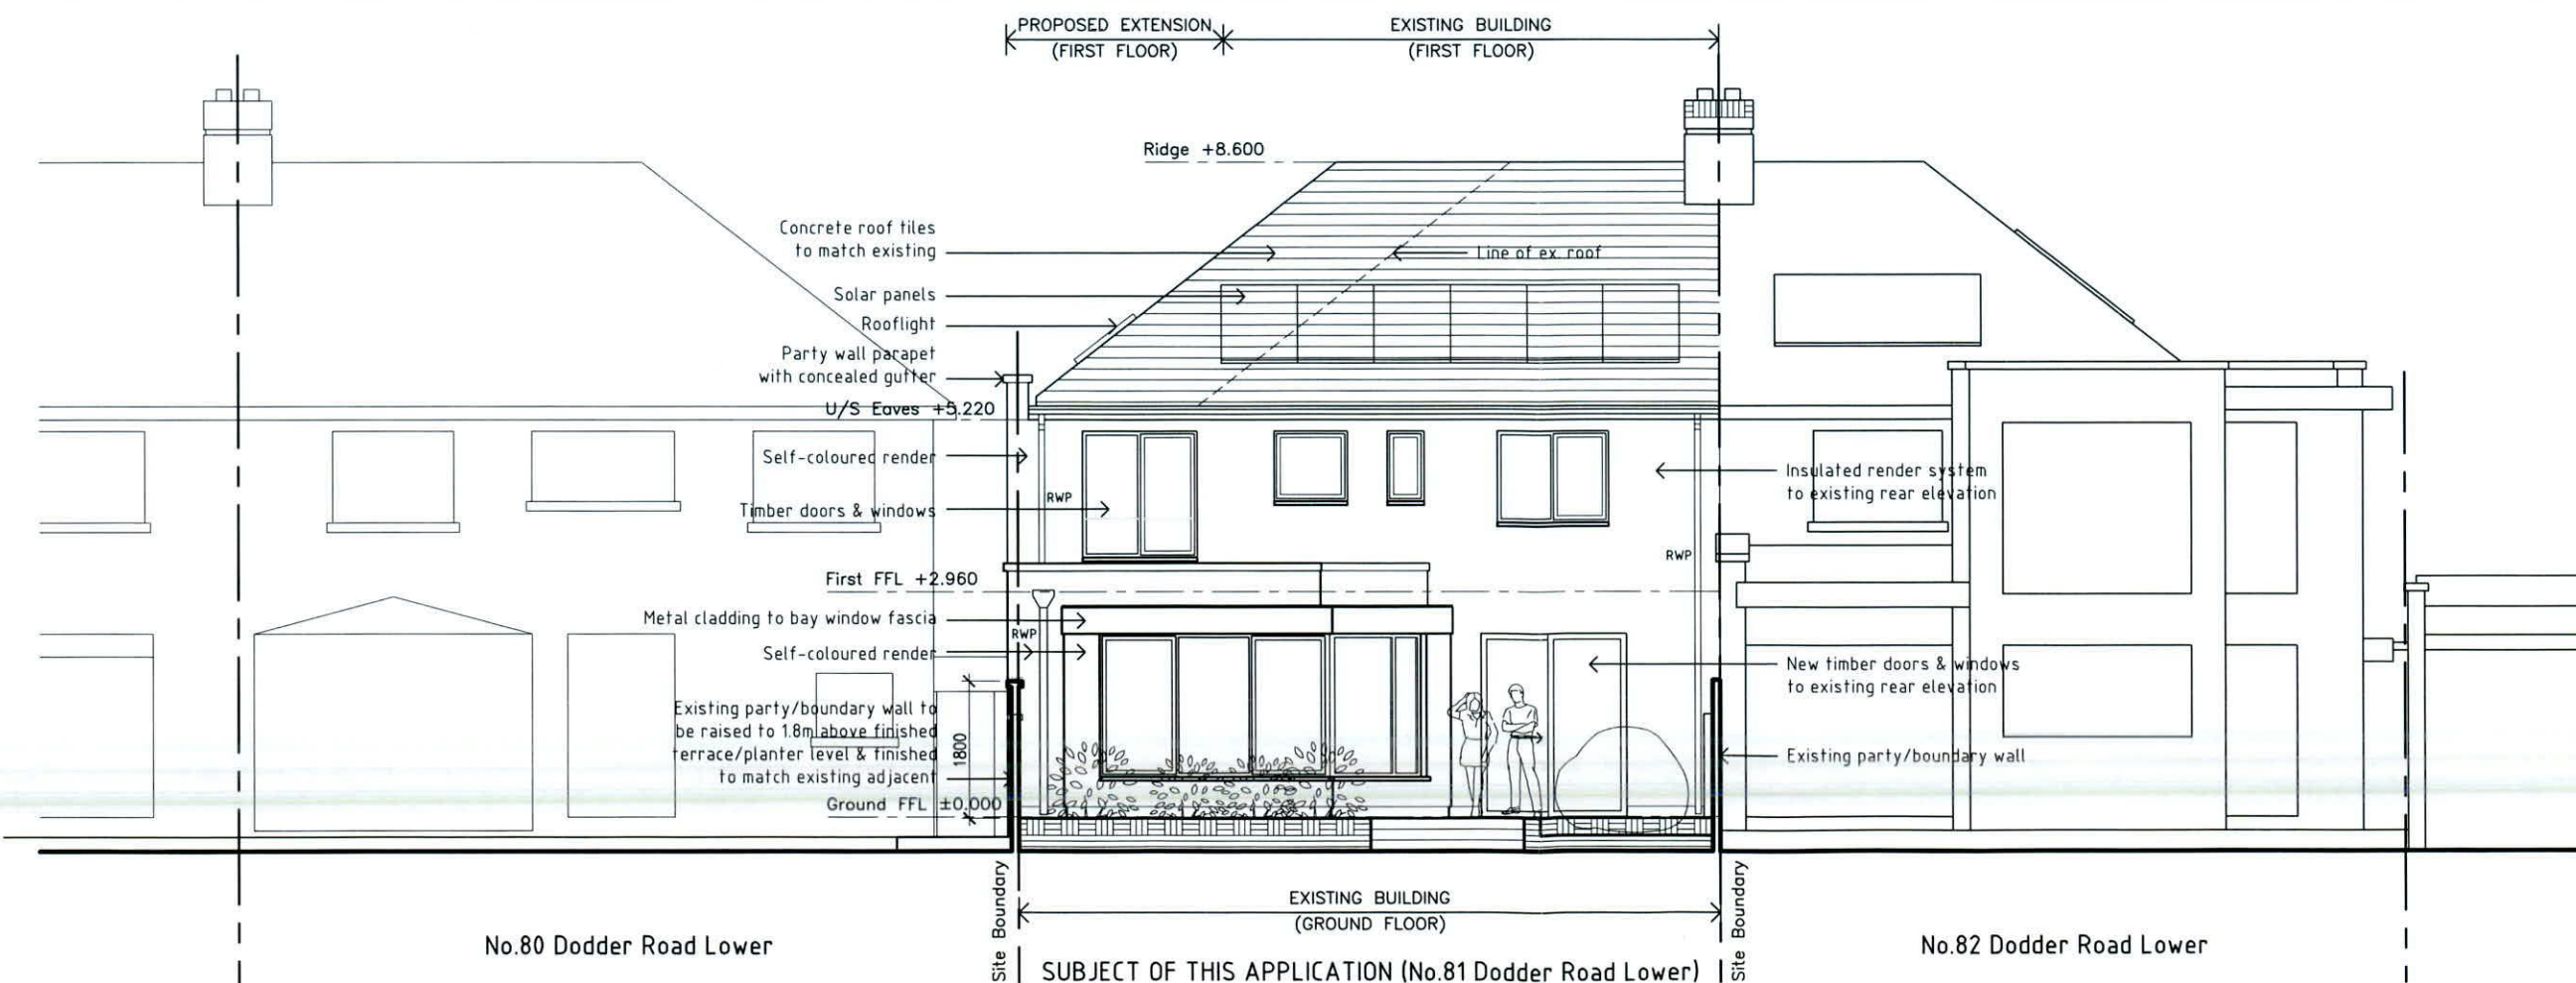 PROPOSED EXTENSION
(FIRST FLOOR)
EXISTING BUILDING
(FIRST FLOOR)
Ridge +8.600
Concrete roof tiles
to match existing
Line of ex. roof
Solar panels
Rooflight
Party wall parapet
with concealed gutter
U/S Eaves +5.220
Self-coloured render
Insulated render system
to existing rear elevation
RWP
Timber doors & windows
RWP
First FFL +2.960
Metal cladding to bay window fascia
RWP
Self-coloured render
New timber doors & windows
to existing rear elevation
Existing party/boundary wall to
be raised to 1.8m above finished
terrace/planter level & finished
to match existing adjacent
1800
Existing party/boundary wall
Ground FFL ±0.000
Site Boundary
EXISTING BUILDING
(GROUND FLOOR)
Site Boundary
No.80 Dodder Road Lower
SUBJECT OF THIS APPLICATION (No.81 Dodder Road Lower)
No.82 Dodder Road Lower